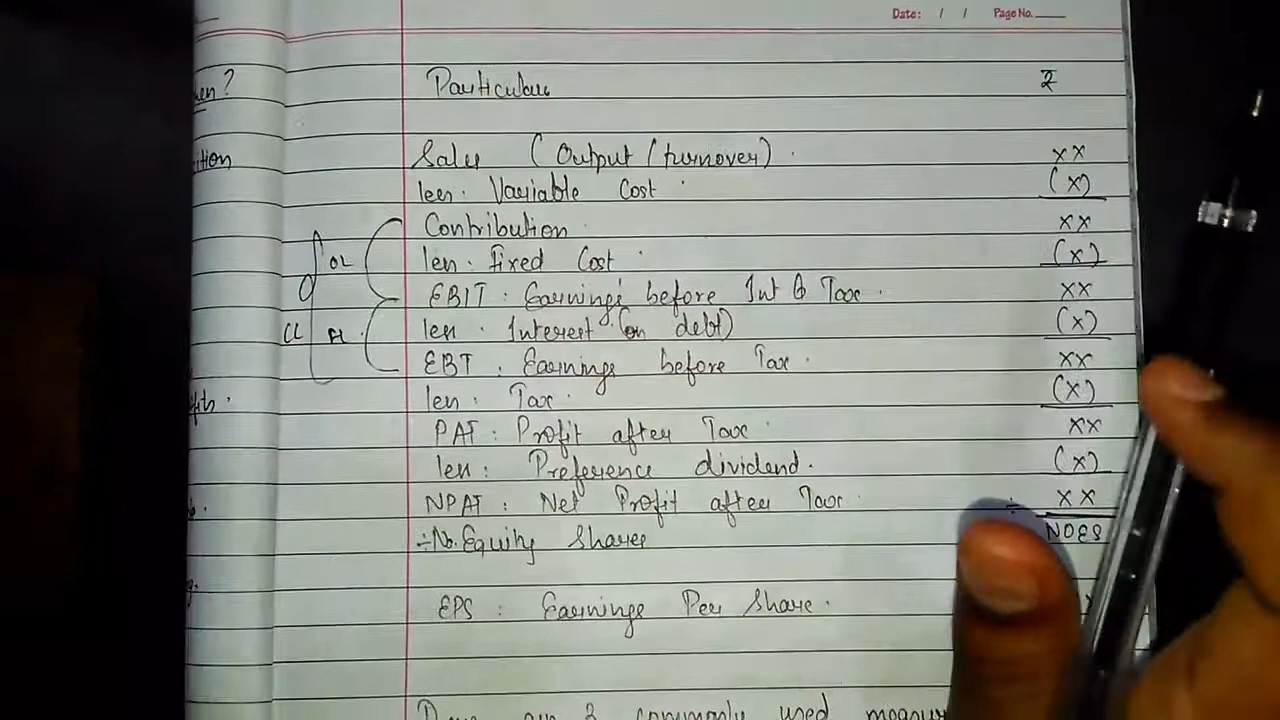 Date: / / Page No.
Particulars ₹
Sales (Output / turnover) . xx
less : Variable Cost (x)
Contribution xx
less : Fixed Cost (x)
OL
EBIT : Earnings before Int & Tax . xx
less . Interest (on debt) (x)
CL FL
EBT : Earnings before Tax . xx
less : Tax . (x)
PAT : Profit after Tax xx
less : Preference dividend . (x)
NPAT : Net Profit after Tax xx
÷ No. Equity Shares ÷ NOES
EPS : Earnings Per Share .
commonly used